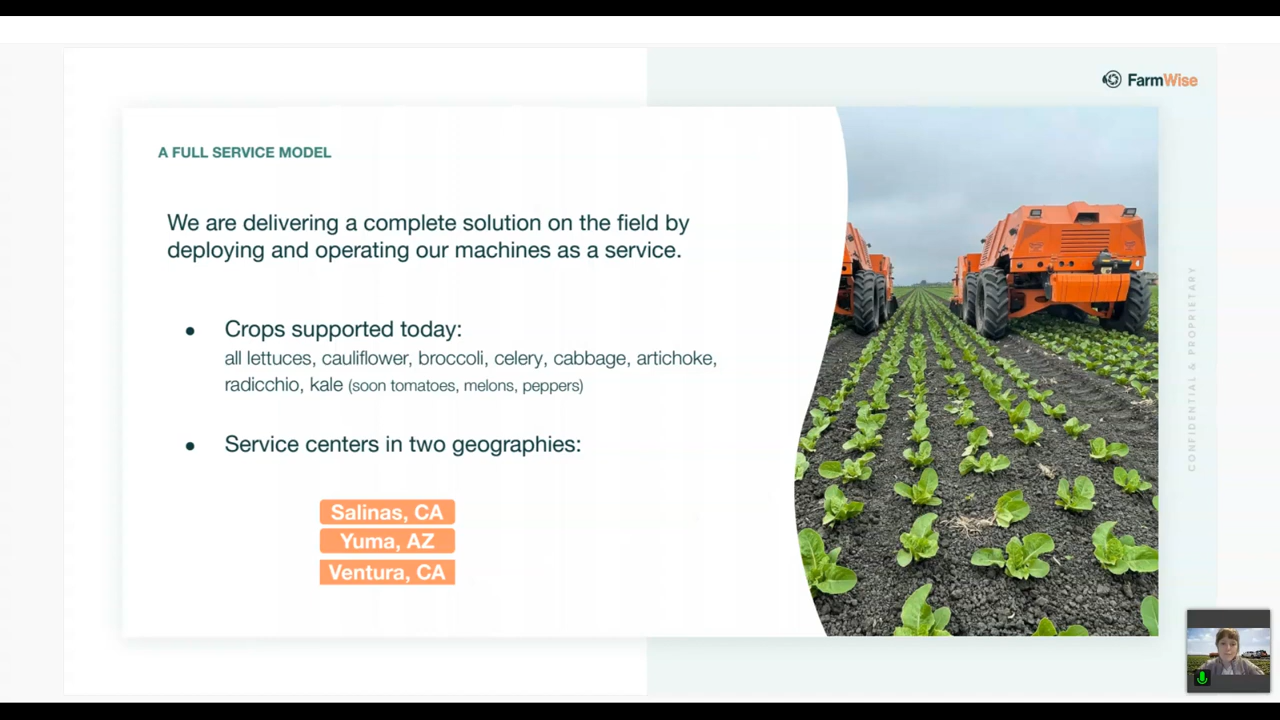 FarmWise
A FULL SERVICE MODEL
We are delivering a complete solution on the field by
deploying and operating our machines as a service.
• Crops supported today:
all lettuces, cauliflower, broccoli, celery, cabbage, artichoke,
radicchio, kale (soon tomatoes, melons, peppers)
• Service centers in two geographies:
Salinas, CA
Yuma, AZ
Ventura, CA
CONFIDENTIAL & PROPRIETARY